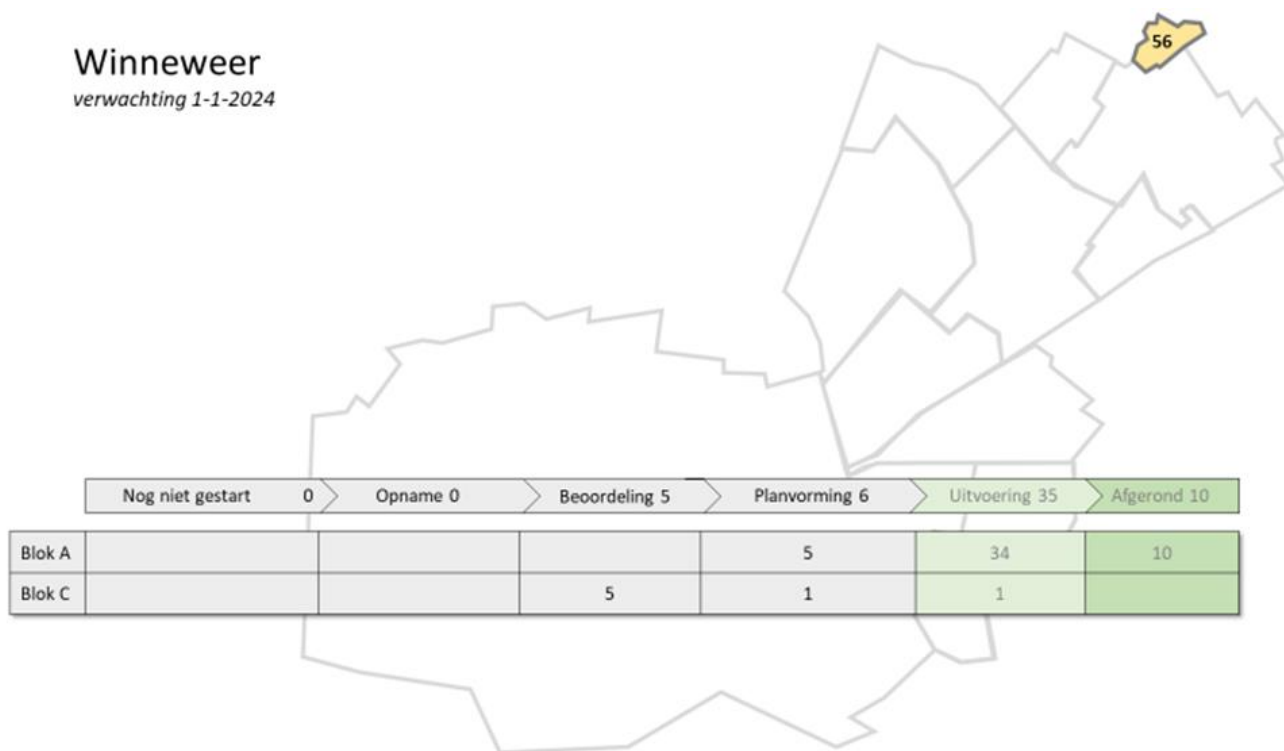 Winneweer
verwachting 1-1-2024
56
Nog niet gestart 0 Opname 0 Beoordeling 5 Planvorming 6 Uitvoering 35 Afgerond 10
Blok A 5 34 10
Blok C 5 1 1